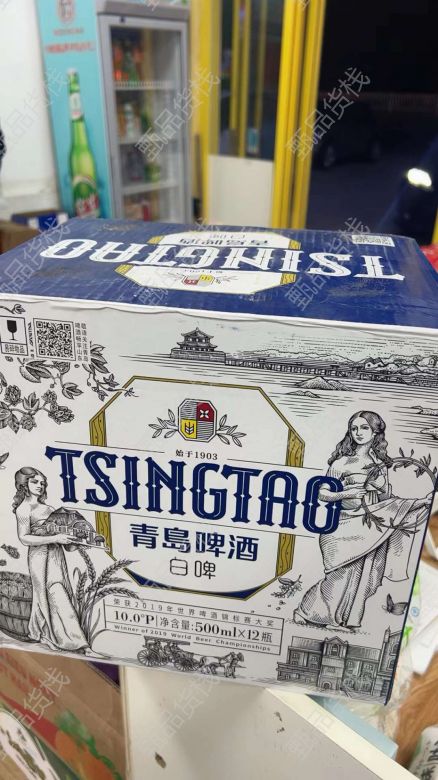 TSINGTAO
始于1903
TSINGTAO
青島啤酒
白啤
荣获2019年世界啤酒锦标赛大奖
10.0°P 净含量:500ml×12瓶
Winner of 2019 World Beer Championships
甄品货栈